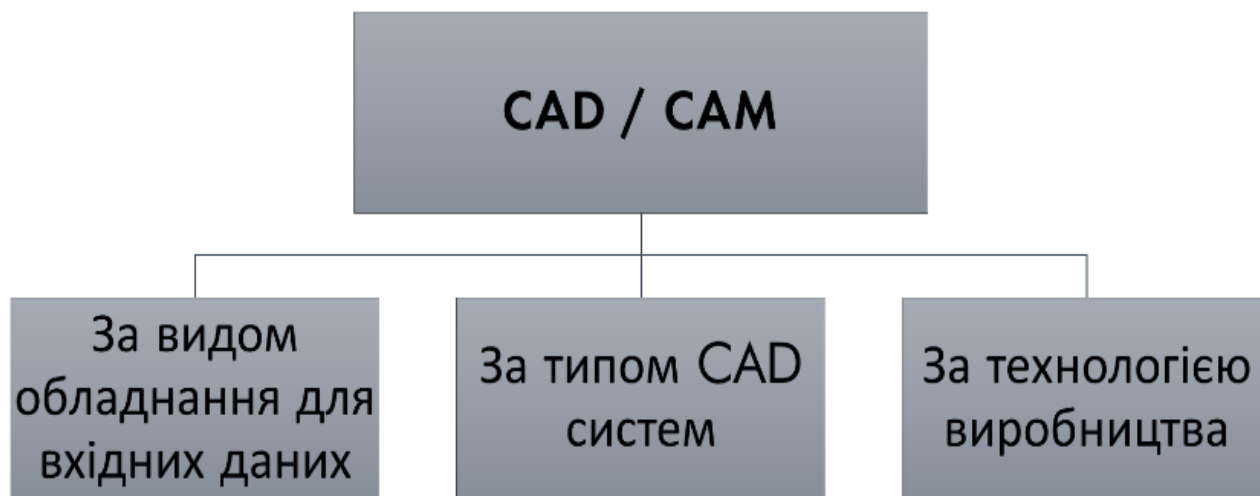 CAD / CAM
За видом
обладнання для
вхідних даних
За типом CAD
систем
За технологією
виробництва